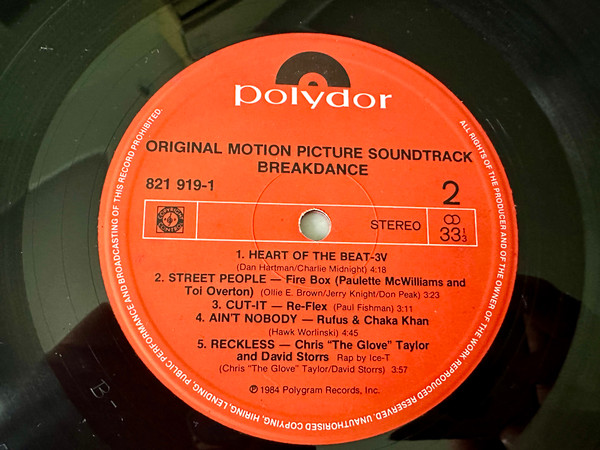 polydor
ORIGINAL MOTION PICTURE SOUNDTRACK
BREAKDANCE
821 919-1
2
STEREO
33 1/3
1. HEART OF THE BEAT-3V
(Dan Hartman/Charlie Midnight) 4:18
2. STREET PEOPLE — Fire Box (Paulette McWilliams and
Toi Overton) (Ollie E. Brown/Jerry Knight/Don Peak) 3:23
3. CUT-IT — Re-Flex (Paul Fishman) 3:11
4. AIN'T NOBODY — Rufus & Chaka Khan
(Hawk Worlinski) 4:45
5. RECKLESS — Chris "The Glove" Taylor
and David Storrs Rap by Ice-T
(Chris "The Glove" Taylor/David Storrs) 3:57
℗ 1984 Polygram Records, Inc.
ALL RIGHTS OF THE PRODUCER AND OF THE OWNER OF THE WORK REPRODUCED RESERVED. UNAUTHORISED COPYING, HIRING, LENDING, PUBLIC PERFORMANCE AND BROADCASTING OF THIS RECORD PROHIBITED.